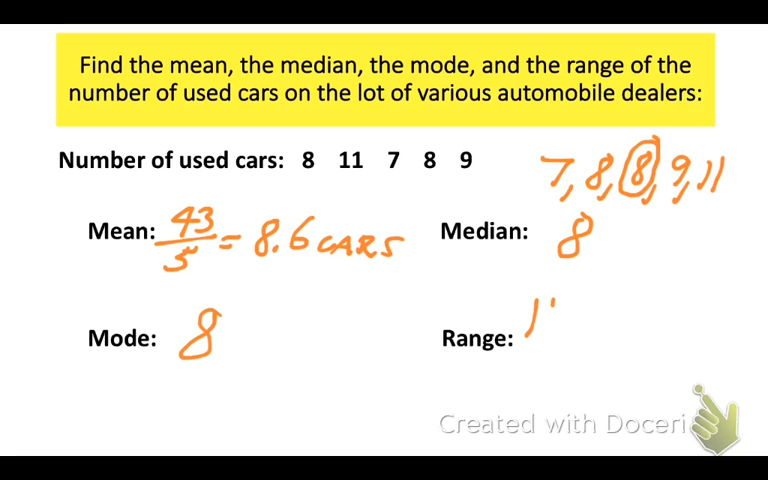 Find the mean, the median, the mode, and the range of the
number of used cars on the lot of various automobile dealers:
Number of used cars: 8 11 7 8 9
7, 8, 8, 9, 11
Mean: 43/5 = 8.6 CARS
Median: 8
Mode: 8
Range:
Created with Doceri